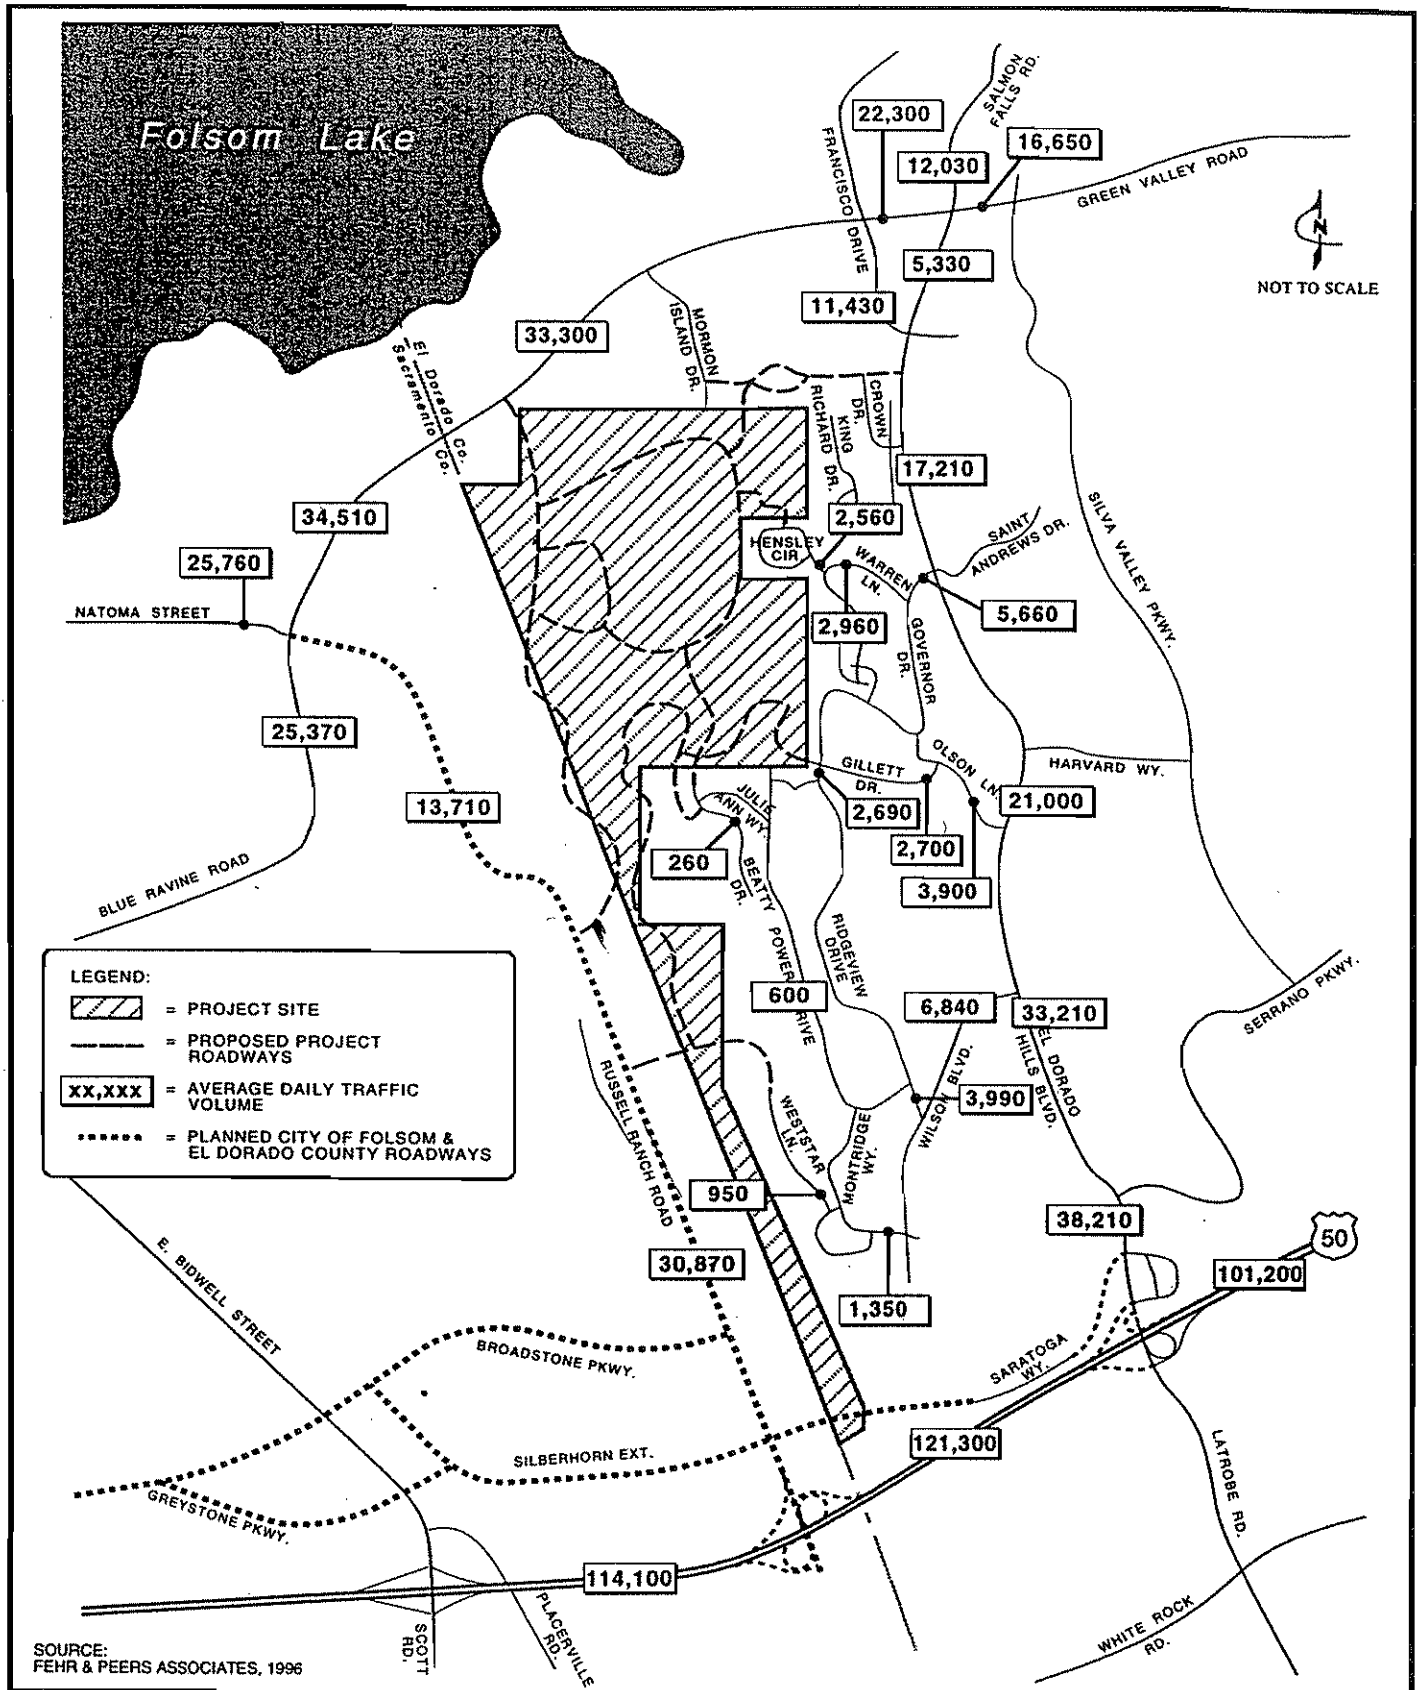 Folsom Lake
22,300
SALMON
FALLS RD.
16,650
12,030
FRANCISCO DRIVE
GREEN VALLEY ROAD
N
NOT TO SCALE
5,330
11,430
33,300
MORMON
ISLAND DR.
El Dorado Co.
Sacramento Co.
CROWN
DR.
KING
RICHARD DR.
17,210
34,510
2,560
SAINT
ANDREWS DR.
SILVA VALLEY PKWY.
25,760
HENSLEY
CIR.
WARREN
LN.
NATOMA STREET
2,960
5,660
GOVERNOR
DR.
25,370
OLSON LN.
HARVARD WY.
GILLETT
DR.
13,710
JULIE
ANN WY.
2,690
21,000
2,700
260
3,900
BEATTY
DR.
BLUE RAVINE ROAD
RIDGEVIEW
DRIVE
POWER
RIVE
600
6,840
33,210
SERRANO PKWY.
LEGEND:
= PROJECT SITE
= PROPOSED PROJECT
ROADWAYS
XX,XXX = AVERAGE DAILY TRAFFIC
VOLUME
= PLANNED CITY OF FOLSOM &
EL DORADO COUNTY ROADWAYS
EL DORADO
HILLS BLVD.
WILSON BLVD.
3,990
RUSSELL RANCH ROAD
WESTSTAR
LN.
MONTRIDGE
WY.
950
38,210
50
30,870
101,200
1,350
E. BIDWELL STREET
BROADSTONE PKWY.
SARATOGA
WY.
SILBERHORN EXT.
121,300
GREYSTONE PKWY.
LATROBE RD.
114,100
PLACERVILLE
RD.
SCOTT
RD.
WHITE ROCK
RD.
SOURCE:
FEHR & PEERS ASSOCIATES, 1996